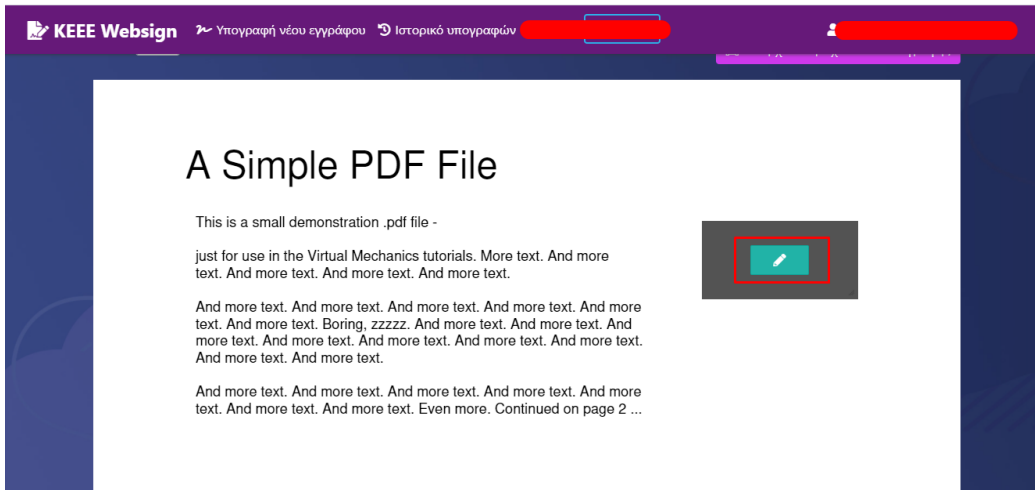 KEEE Websign Υπογραφή νέου εγγράφου Ιστορικό υπογραφών
A Simple PDF File
This is a small demonstration .pdf file -
just for use in the Virtual Mechanics tutorials. More text. And more
text. And more text. And more text. And more text.
And more text. And more text. And more text. And more text. And more
text. And more text. Boring, zzzzz. And more text. And more text. And
more text. And more text. And more text. And more text. And more text.
And more text. And more text.
And more text. And more text. And more text. And more text. And more
text. And more text. And more text. Even more. Continued on page 2 ...